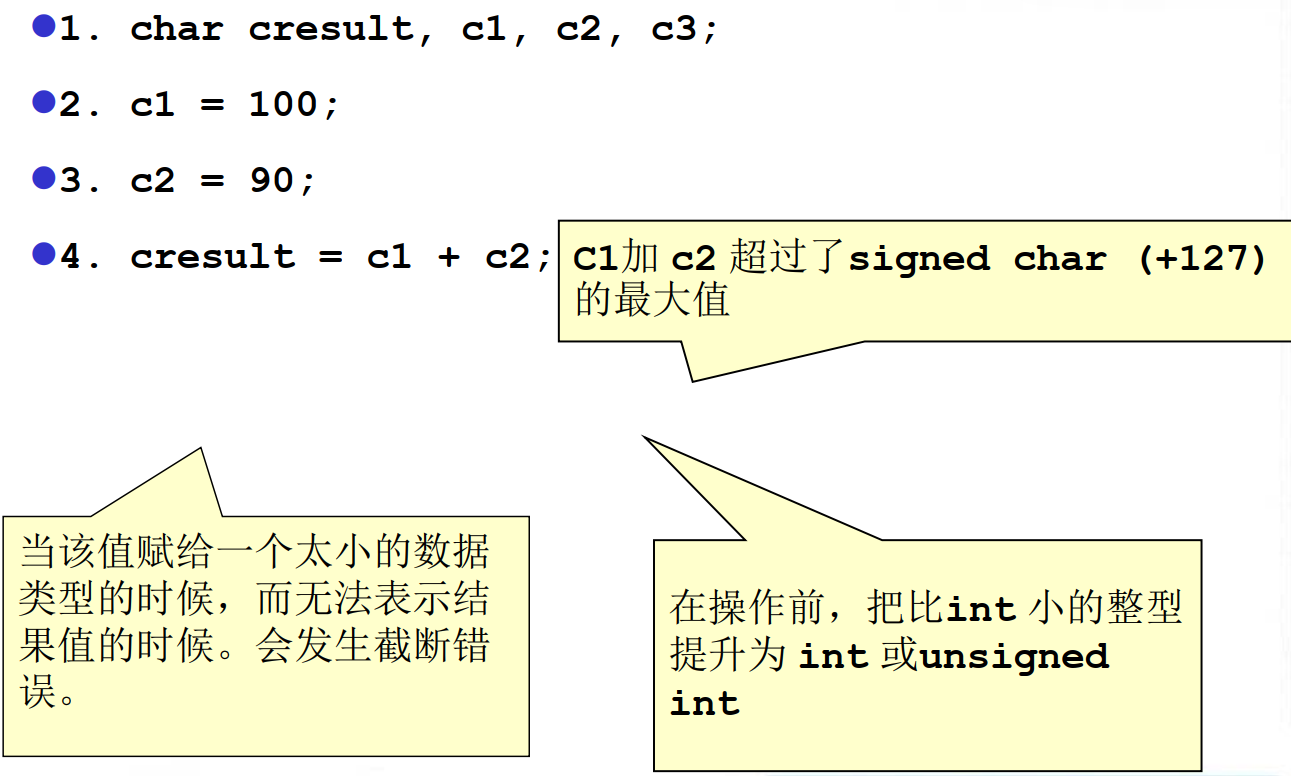 ●1. char cresult, c1, c2, c3;
●2. c1 = 100;
●3. c2 = 90;
●4. cresult = c1 + c2;
C1加 c2 超过了signed char (+127)
的最大值
当该值赋给一个太小的数据
类型的时候，而无法表示结
果值的时候。会发生截断错
误。
在操作前，把比int 小的整型
提升为 int 或unsigned
int